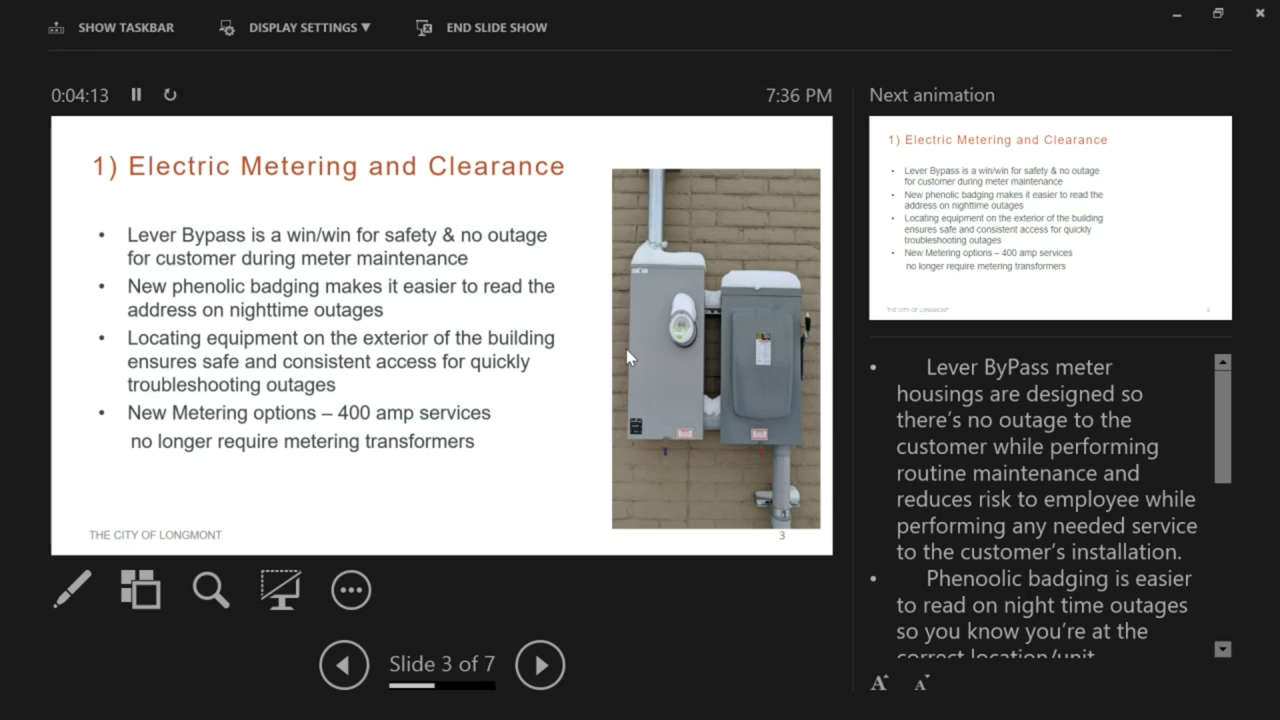 SHOW TASKBAR
DISPLAY SETTINGS ▼
END SLIDE SHOW
0:04:13
7:36 PM
1) Electric Metering and Clearance
• Lever Bypass is a win/win for safety & no outage
for customer during meter maintenance
• New phenolic badging makes it easier to read the
address on nighttime outages
• Locating equipment on the exterior of the building
ensures safe and consistent access for quickly
troubleshooting outages
• New Metering options – 400 amp services
no longer require metering transformers
THE CITY OF LONGMONT
3
Slide 3 of 7
Next animation
1) Electric Metering and Clearance
• Lever Bypass is a win/win for safety & no outage
for customer during meter maintenance
• New phenolic badging makes it easier to read the
address on nighttime outages
• Locating equipment on the exterior of the building
ensures safe and consistent access for quickly
troubleshooting outages
• New Metering options – 400 amp services
no longer require metering transformers
THE CITY OF LONGMONT
• Lever ByPass meter
housings are designed so
there's no outage to the
customer while performing
routine maintenance and
reduces risk to employee while
performing any needed service
to the customer's installation.
• Phenoolic badging is easier
to read on night time outages
so you know you're at the
correct location/unit
A
A